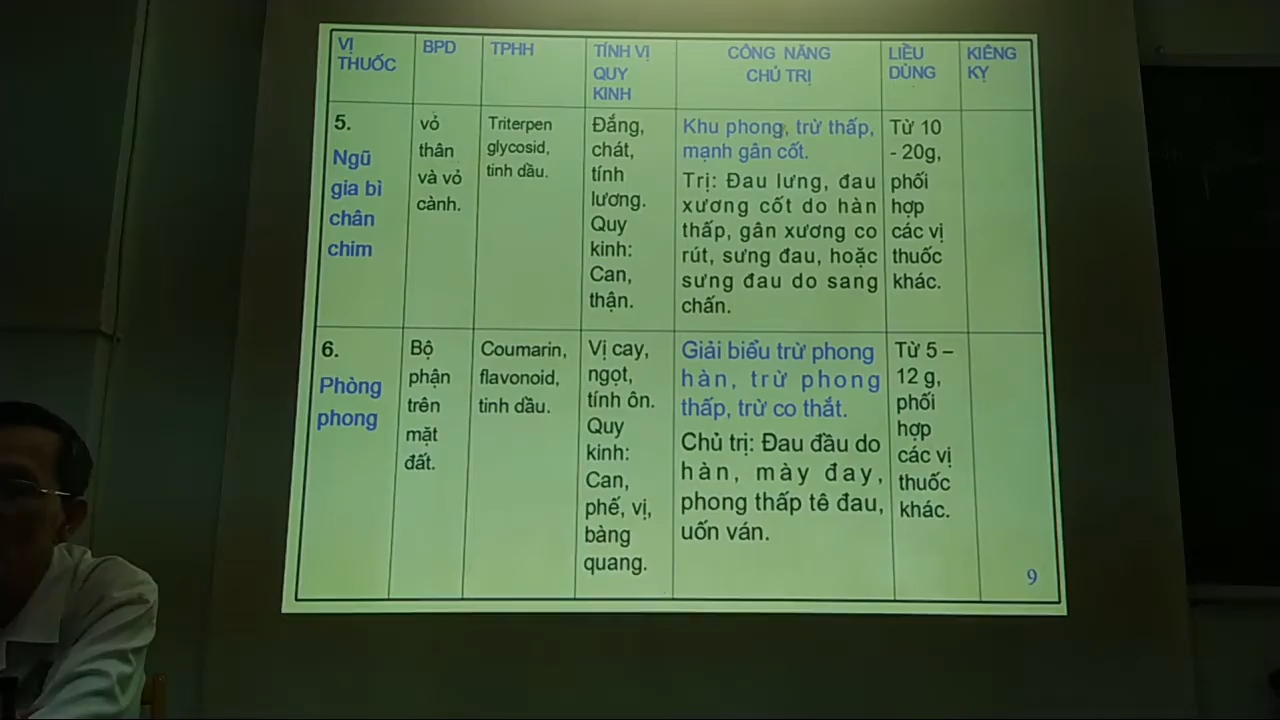 VỊ THUỐC
BPD
TPHH
TÍNH VỊ
QUY
KINH
CÔNG NĂNG
CHỦ TRỊ
LIỀU
DÙNG
KIÊNG
KỴ
5.
Ngũ
gia bì
chân
chim
vỏ
thân
và vỏ
cành.
Triterpen
glycosid,
tinh dầu.
Đắng,
chát,
tính
lương.
Quy
kinh:
Can,
thận.
Khu phong, trừ thấp,
mạnh gân cốt.
Trị: Đau lưng, đau
xương cốt do hàn
thấp, gân xương co
rút, sưng đau, hoặc
sưng đau do sang
chấn.
Từ 10
- 20g,
phối
hợp
các vị
thuốc
khác.
6.
Phòng
phong
Bộ
phận
trên
mặt
đất.
Coumarin,
flavonoid,
tinh dầu.
Vị cay,
ngọt,
tính ôn.
Quy
kinh:
Can,
phế, vị,
bàng
quang.
Giải biểu trừ phong
hàn, trừ phong
thấp, trừ co thắt.
Chủ trị: Đau đầu do
hàn, mày đay,
phong thấp tê đau,
uốn ván.
Từ 5 –
12 g,
phối
hợp
các vị
thuốc
khác.
9